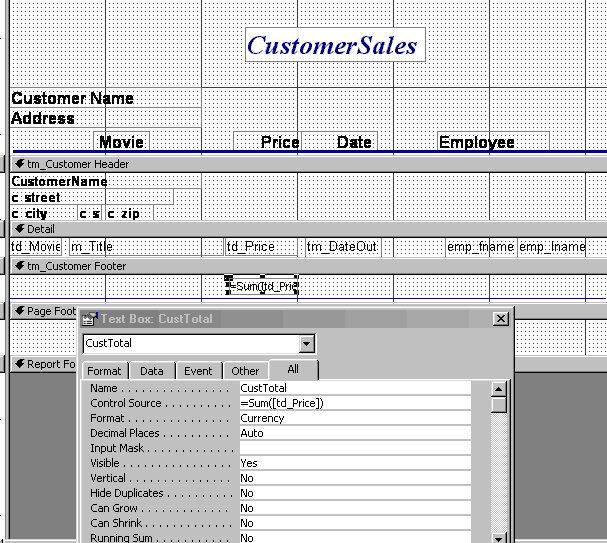 CustomerSales
Customer Name
Address
Movie Price Date Employee
tm_Customer Header
CustomerName
c_street
c_city c_s c_zip
Detail
td_Movie m_Title td_Price tm_DateOut emp_fname emp_lname
tm_Customer Footer
=Sum([td_Pric
Page Foot
Text Box: CustTotal
CustTotal
Report Fo
Format Data Event Other All
Name . . . . . . . . . . . . . . . . . CustTotal
Control Source . . . . . . . . . . =Sum([td_Price])
Format . . . . . . . . . . . . . . . . Currency
Decimal Places . . . . . . . . . . Auto
Input Mask . . . . . . . . . . . . .
Visible . . . . . . . . . . . . . . . . Yes
Vertical . . . . . . . . . . . . . . . No
Hide Duplicates . . . . . . . . . No
Can Grow . . . . . . . . . . . . . . No
Can Shrink . . . . . . . . . . . . . No
Running Sum . . . . . . . . . . . No